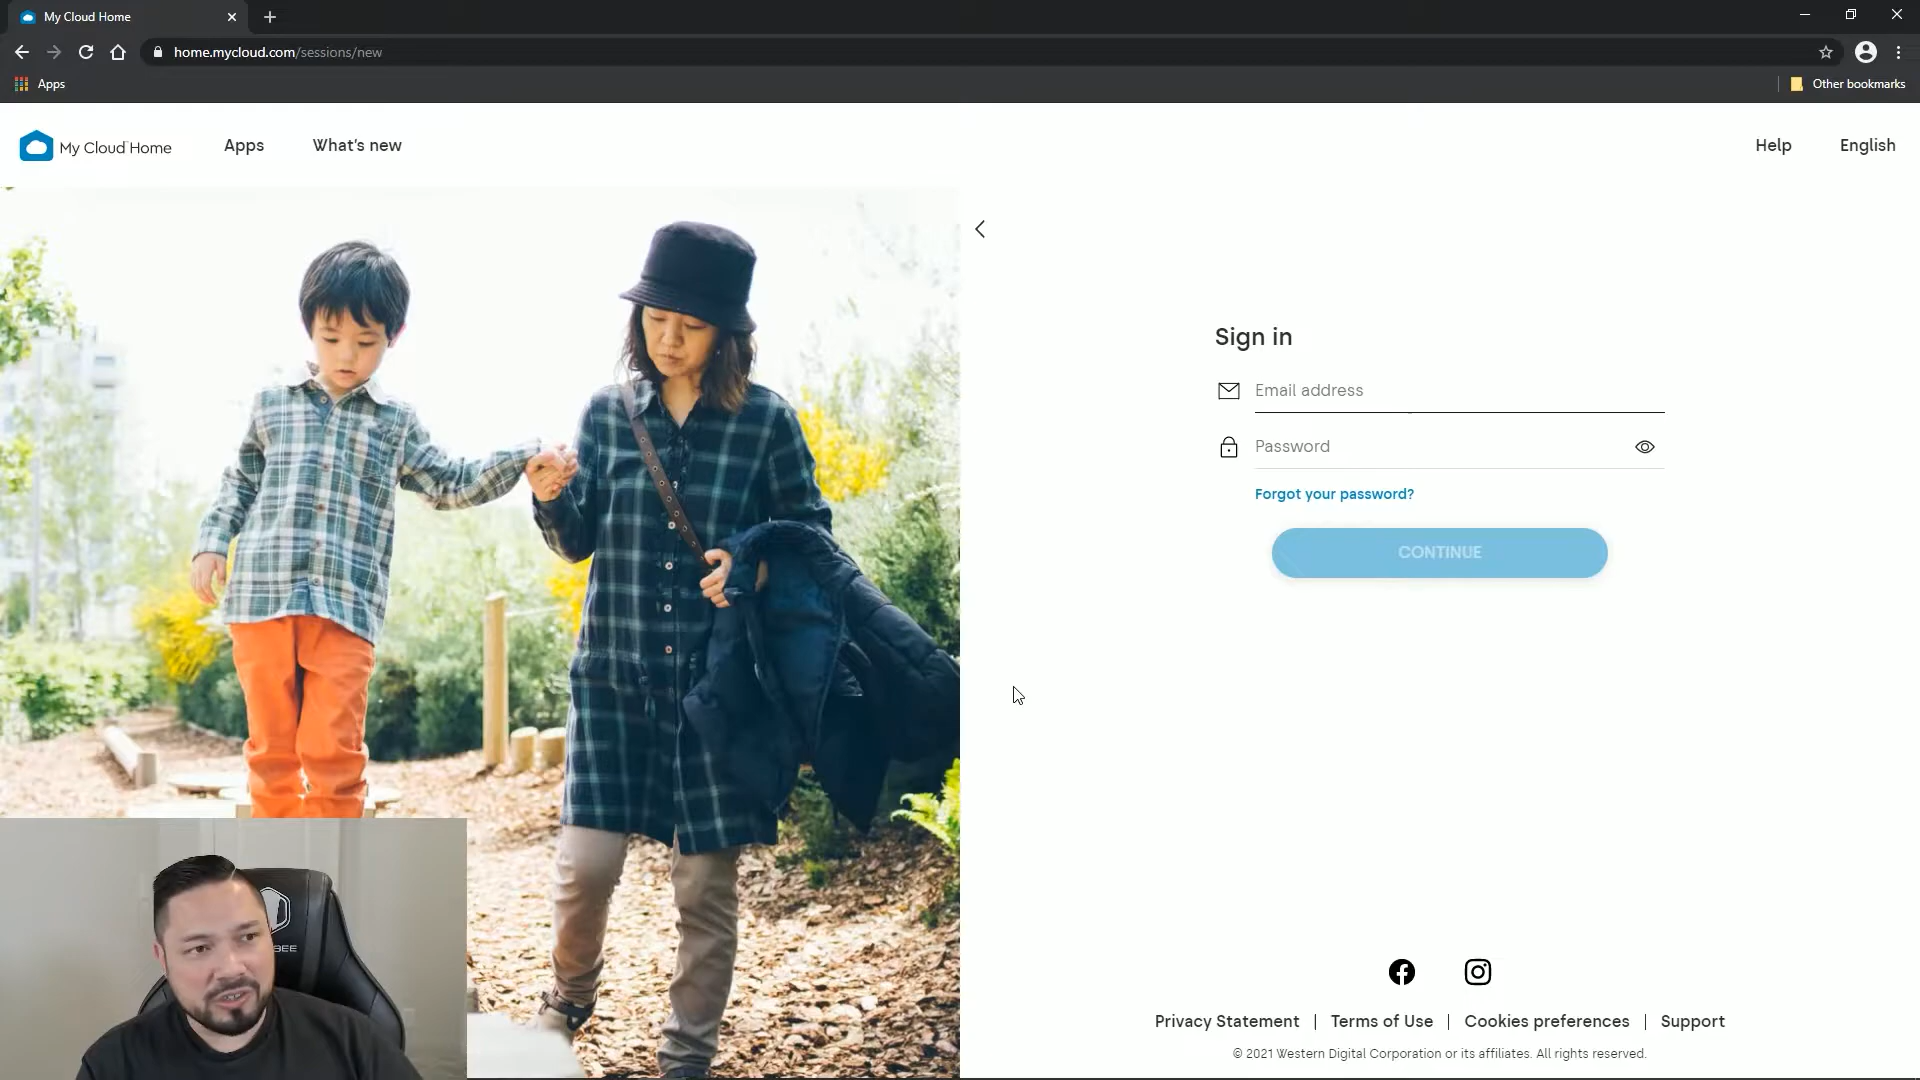 My Cloud Home
home.mycloud.com/sessions/new
Apps
Other bookmarks
My Cloud Home
Apps
What's new
Help
English
Sign in
Email address
Password
Forgot your password?
CONTINUE
Privacy Statement | Terms of Use | Cookies preferences | Support
© 2021 Western Digital Corporation or its affiliates. All rights reserved.